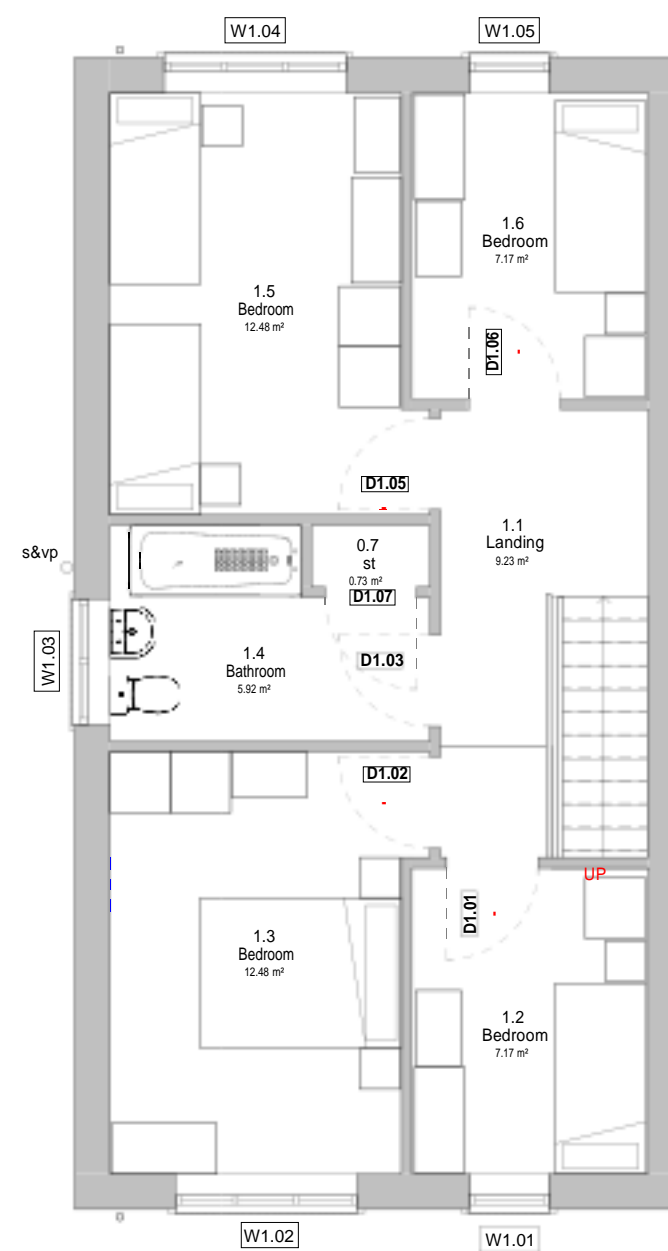 W1.04
W1.05
1.6
Bedroom
7.17 m²
1.5
Bedroom
12.48 m²
D1.06
D1.05
1.1
Landing
9.23 m²
0.7
st
0.73 m²
s&vp
D1.07
W1.03
1.4
Bathroom
5.92 m²
D1.03
D1.02
UP
D1.01
1.3
Bedroom
12.48 m²
1.2
Bedroom
7.17 m²
W1.02
W1.01